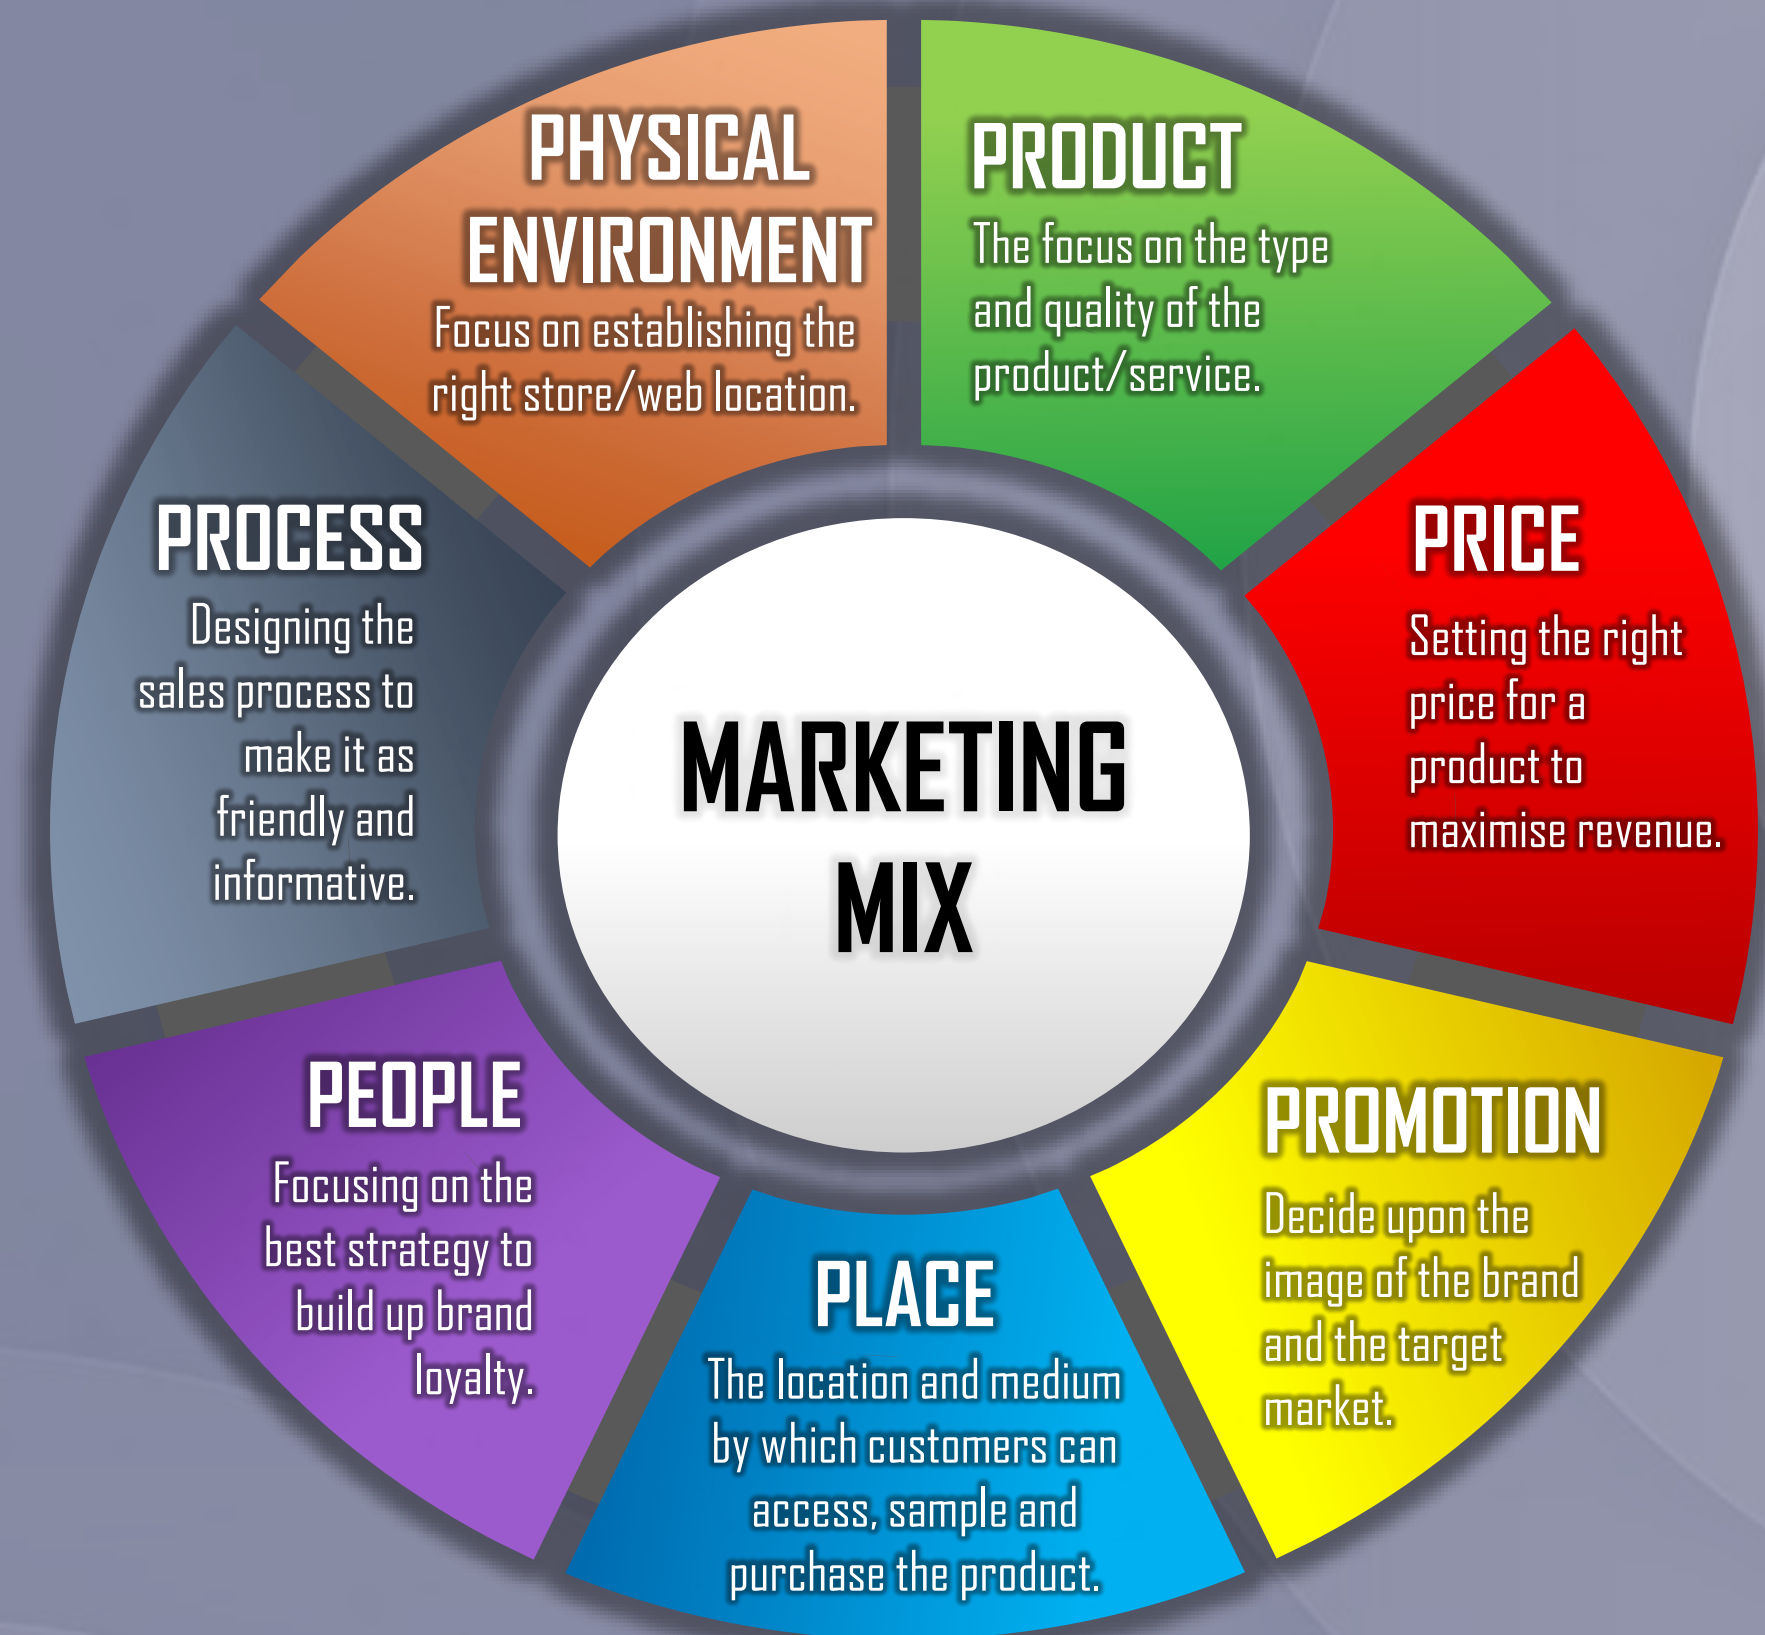 MARKETING
MIX
PRODUCT
The focus on the type
and quality of the
product/service.
PRICE
Setting the right
price for a
product to
maximise revenue.
PROMOTION
Decide upon the
image of the brand
and the target
market.
PLACE
The location and medium
by which customers can
access, sample and
purchase the product.
PEOPLE
Focusing on the
best strategy to
build up brand
loyalty.
PROCESS
Designing the
sales process to
make it as
friendly and
informative.
PHYSICAL
ENVIRONMENT
Focus on establishing the
right store/web location.